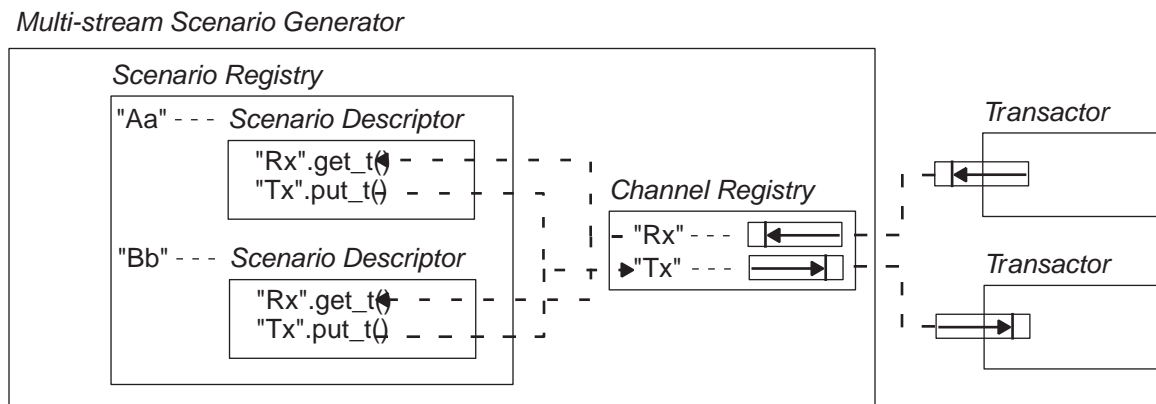 Multi-stream Scenario Generator
Scenario Registry
"Aa" Scenario Descriptor
"Rx".get_t()
"Tx".put_t()
"Bb" Scenario Descriptor
"Rx".get_t()
"Tx".put_t()
Channel Registry
"Rx"
"Tx"
Transactor
Transactor